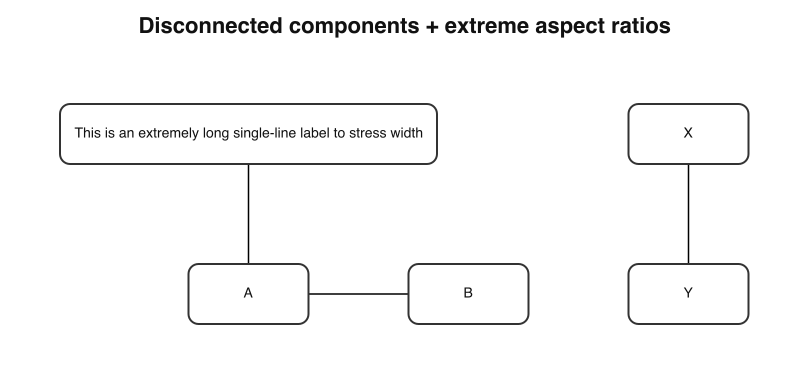 Disconnected components + extreme aspect ratios
This is an extremely long single-line label to stress width
X
A
B
Y